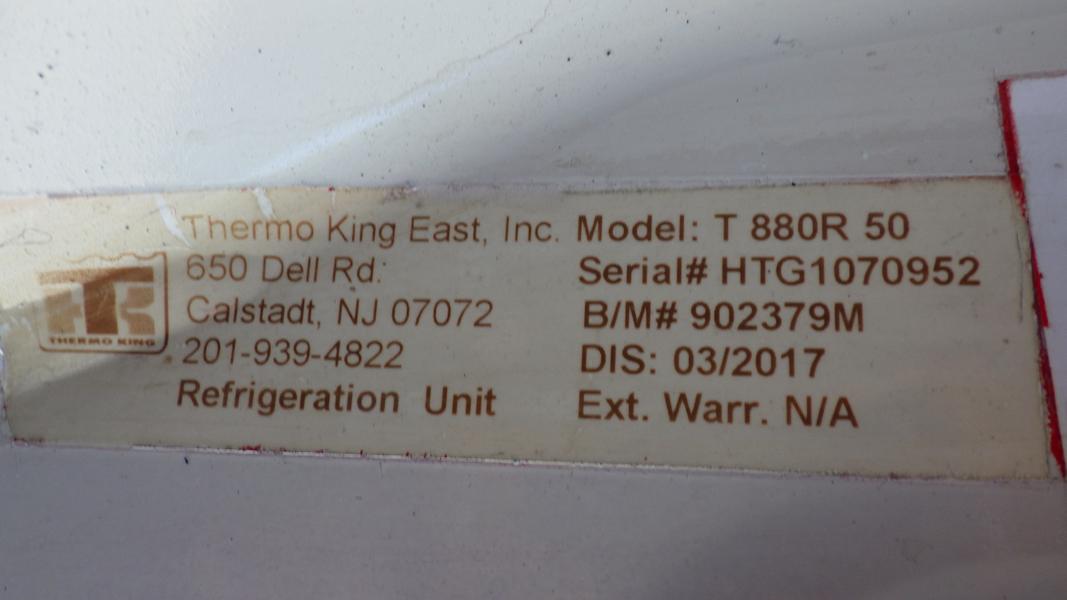 Thermo King East, Inc.
650 Dell Rd.
Calstadt, NJ 07072
201-939-4822
Refrigeration Unit
Model: T 880R 50
Serial# HTG1070952
B/M# 902379M
DIS: 03/2017
Ext. Warr. N/A
TK
THERMO KING